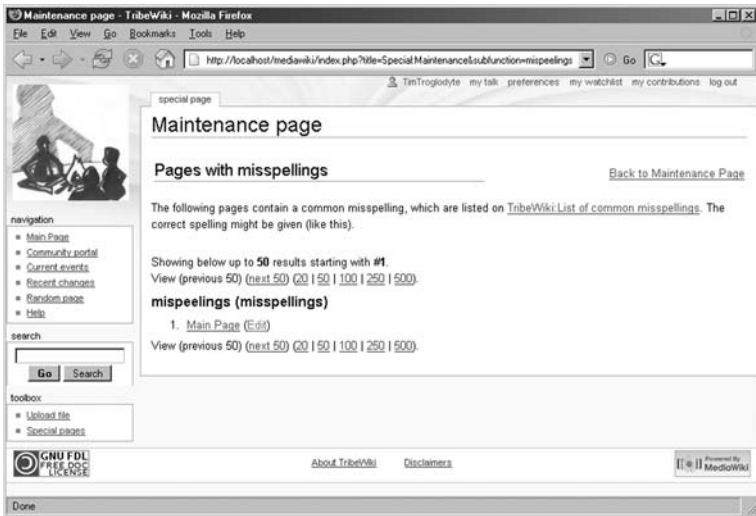 Maintenance page - TribeWiki - Mozilla Firefox
File Edit View Go Bookmarks Tools Help
http://localhost/mediawiki/index.php?title=Special:Maintenance&subfunction=mispeelings Go G
TimTroglodyte my talk preferences my watchlist my contributions log out
special page
Maintenance page
Pages with misspellings
Back to Maintenance Page
The following pages contain a common misspelling, which are listed on TribeWiki:List of common misspellings. The
correct spelling might be given (like this).
Showing below up to 50 results starting with #1.
View (previous 50) (next 50) (20 | 50 | 100 | 250 | 500).
mispeelings (misspellings)
1. Main Page (Edit)
View (previous 50) (next 50) (20 | 50 | 100 | 250 | 500).
navigation
Main Page
Community portal
Current events
Recent changes
Random page
Help
search
Go Search
toolbox
Upload file
Special pages
GNU FDL
FREE DOC
LICENSE
About TribeWiki Disclaimers
Powered By
MediaWiki
Done